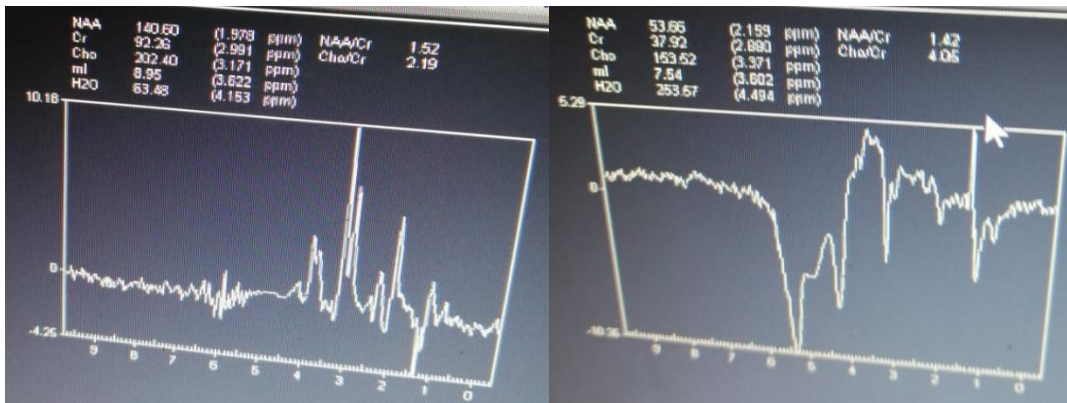 NAA 140.60 (1.978 ppm) NAA/Cr 1.52
Cr 92.26 (2.991 ppm) Cho/Cr 2.19
Cho 202.40 (3.171 ppm)
mI 8.95 (3.622 ppm)
H2O 63.48 (4.153 ppm)
10.18
0
-4.26
9 8 7 6 5 4 3 2 1 0
NAA 53.66 (2.159 ppm) NAA/Cr 1.42
Cr 37.92 (2.890 ppm) Cho/Cr 4.05
Cho 153.52 (3.371 ppm)
mI 7.54 (3.602 ppm)
H2O 253.67 (4.494 ppm)
5.29
0
9 8 7 6 5 4 3 2 1 0